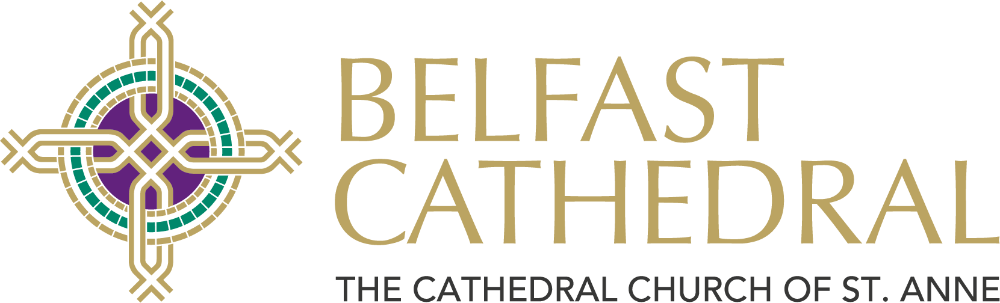 BELFAST
CATHEDRAL
THE CATHEDRAL CHURCH OF ST. ANNE